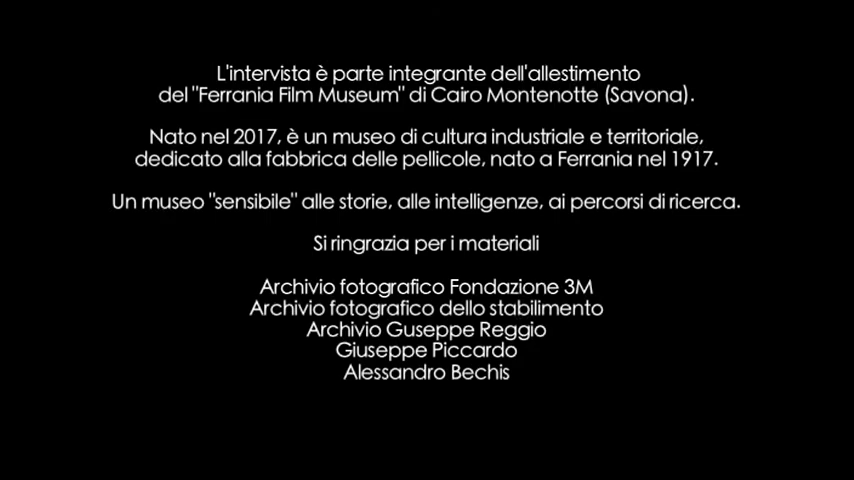 L'intervista è parte integrante dell'allestimento
del "Ferrania Film Museum" di Cairo Montenotte (Savona).
Nato nel 2017, è un museo di cultura industriale e territoriale,
dedicato alla fabbrica delle pellicole, nato a Ferrania nel 1917.
Un museo "sensibile" alle storie, alle intelligenze, ai percorsi di ricerca.
Si ringrazia per i materiali
Archivio fotografico Fondazione 3M
Archivio fotografico dello stabilimento
Archivio Guseppe Reggio
Giuseppe Piccardo
Alessandro Bechis